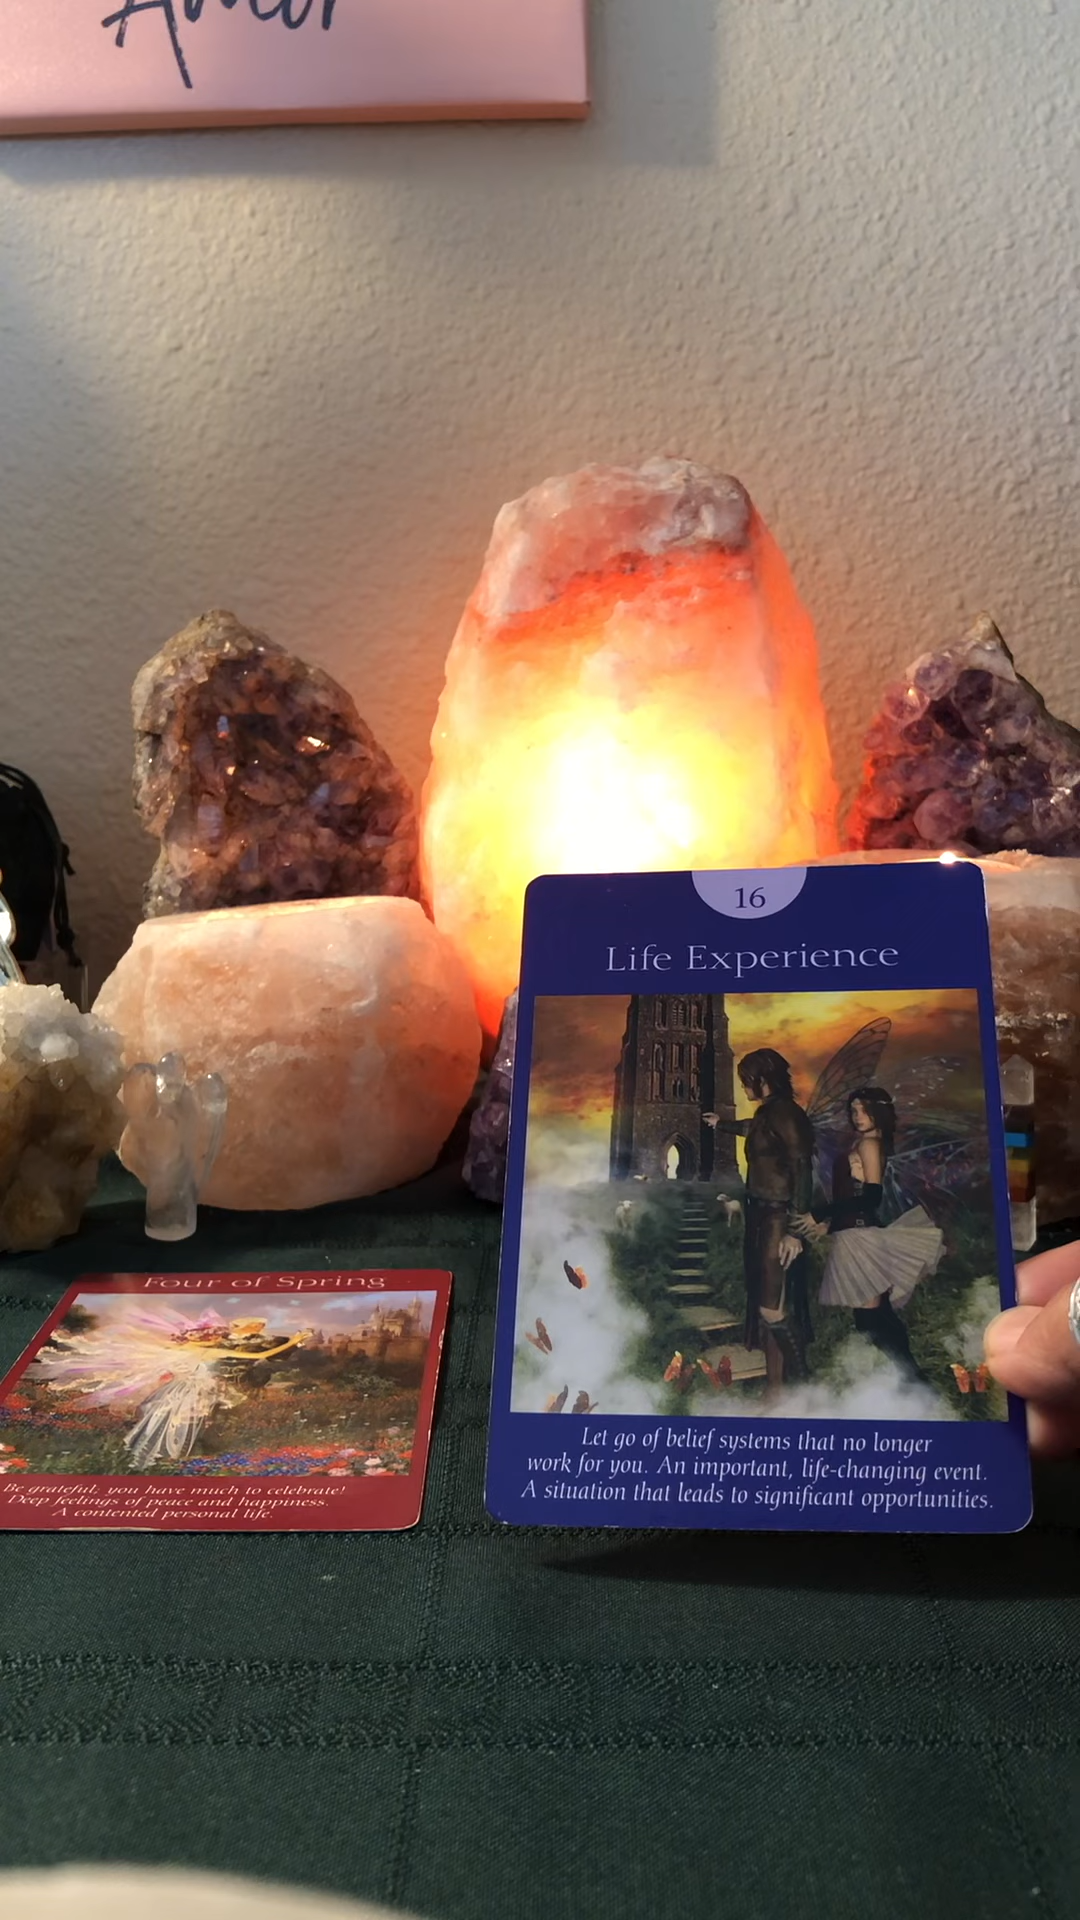 Amor
16
Life Experience
Let go of belief systems that no longer
work for you. An important, life-changing event.
A situation that leads to significant opportunities.
Four of Spring
Be grateful; you have much to celebrate!
Deep feelings of peace and happiness.
A contented personal life.